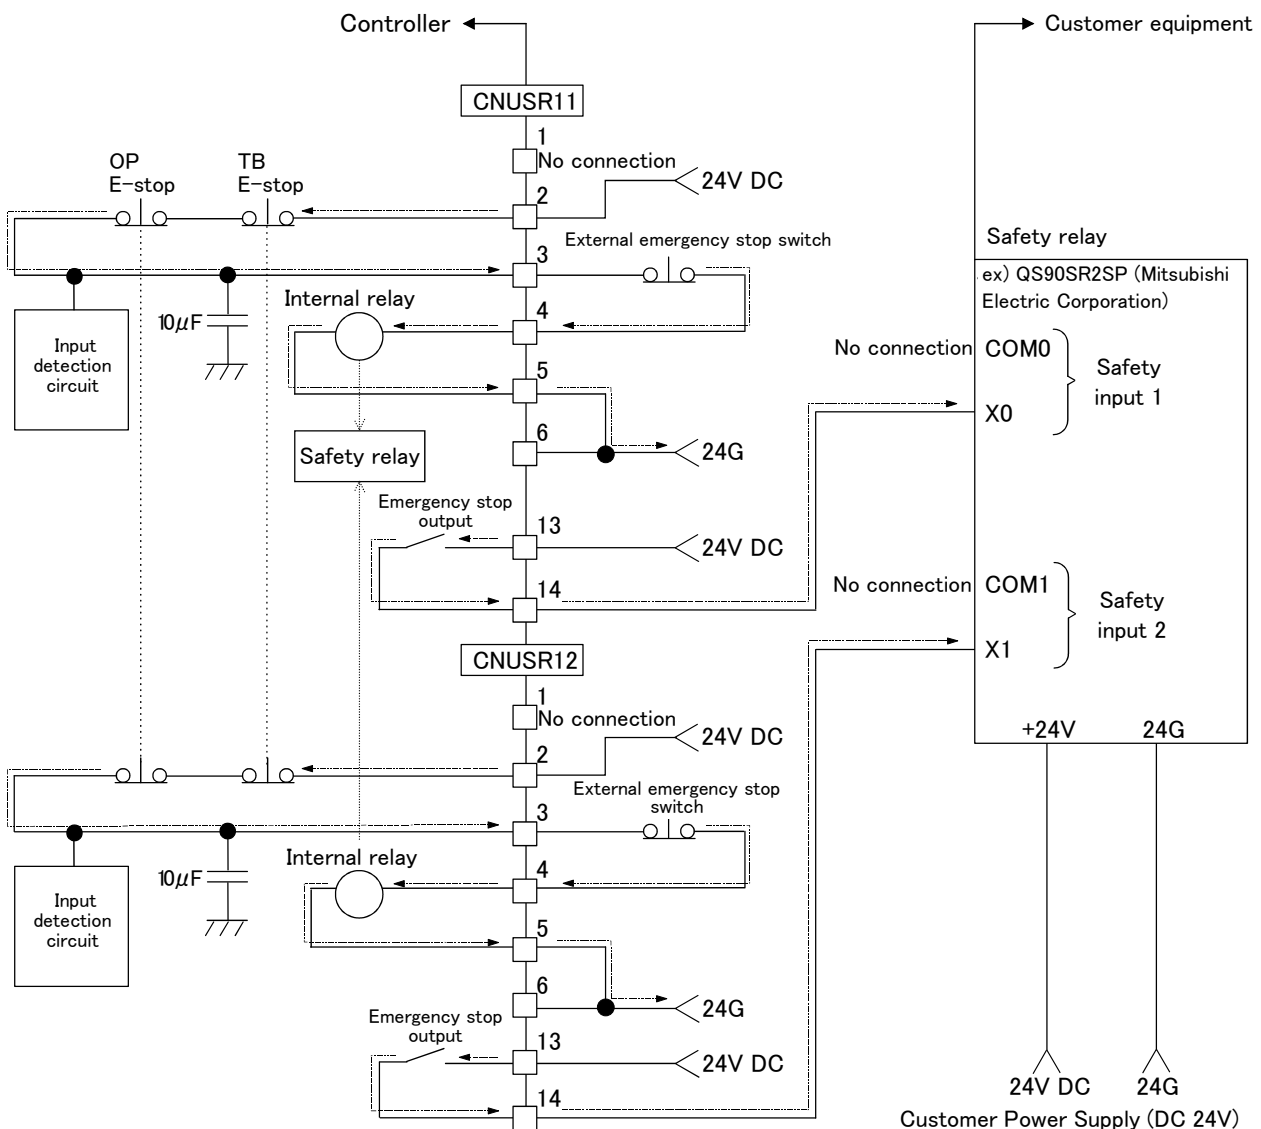 Controller
Customer equipment
CNUSR11
1
No connection
OP
E-stop
TB
E-stop
24V DC
2
External emergency stop switch
3
Internal relay
4
10μF
Input
detection
circuit
5
6
24G
Safety relay
Emergency stop
output
13
24V DC
14
Safety relay
ex) QS90SR2SP (Mitsubishi
Electric Corporation)
No connection
COM0
X0
Safety
input 1
No connection
COM1
X1
Safety
input 2
+24V
24G
CNUSR12
1
No connection
24V DC
2
External emergency stop
switch
3
Internal relay
4
10μF
Input
detection
circuit
5
6
24G
Emergency stop
output
13
24V DC
14
24V DC
24G
Customer Power Supply (DC 24V)